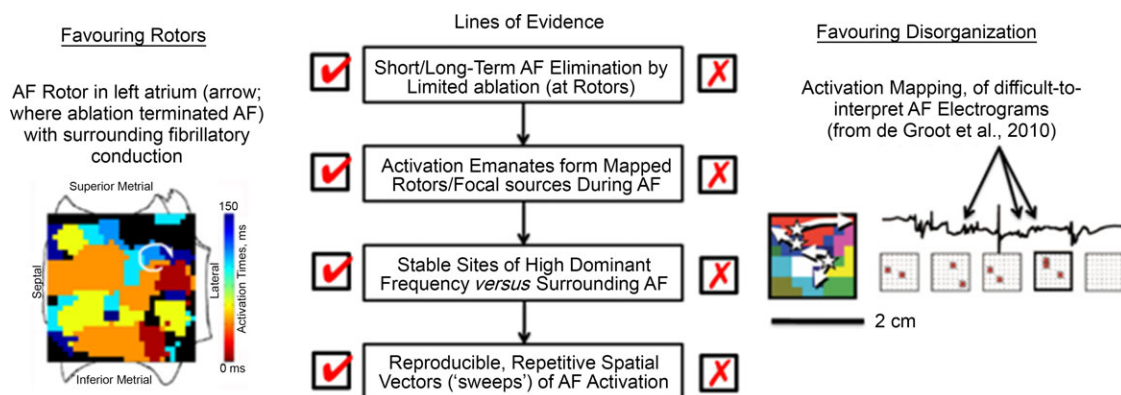 Favouring Rotors
AF Rotor in left atrium (arrow;
where ablation terminated AF)
with surrounding fibrillatory
conduction
Superior Metrial
150
Septal
Lateral
Activation Times, ms
0 ms
Inferior Metrial
Lines of Evidence
Short/Long-Term AF Elimination by
Limited ablation (at Rotors)
Activation Emanates form Mapped
Rotors/Focal sources During AF
Stable Sites of High Dominant
Frequency versus Surrounding AF
Reproducible, Repetitive Spatial
Vectors (‘sweeps’) of AF Activation
Favouring Disorganization
Activation Mapping, of difficult-to-
interpret AF Electrograms
(from de Groot et al., 2010)
2 cm